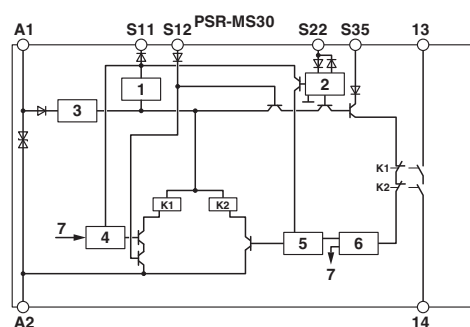 PSR-MS30
A1 S11 S12 S22 S35 13
1 2
3
K1
K2
K1 K2
7 4 5 6
7
A2 14